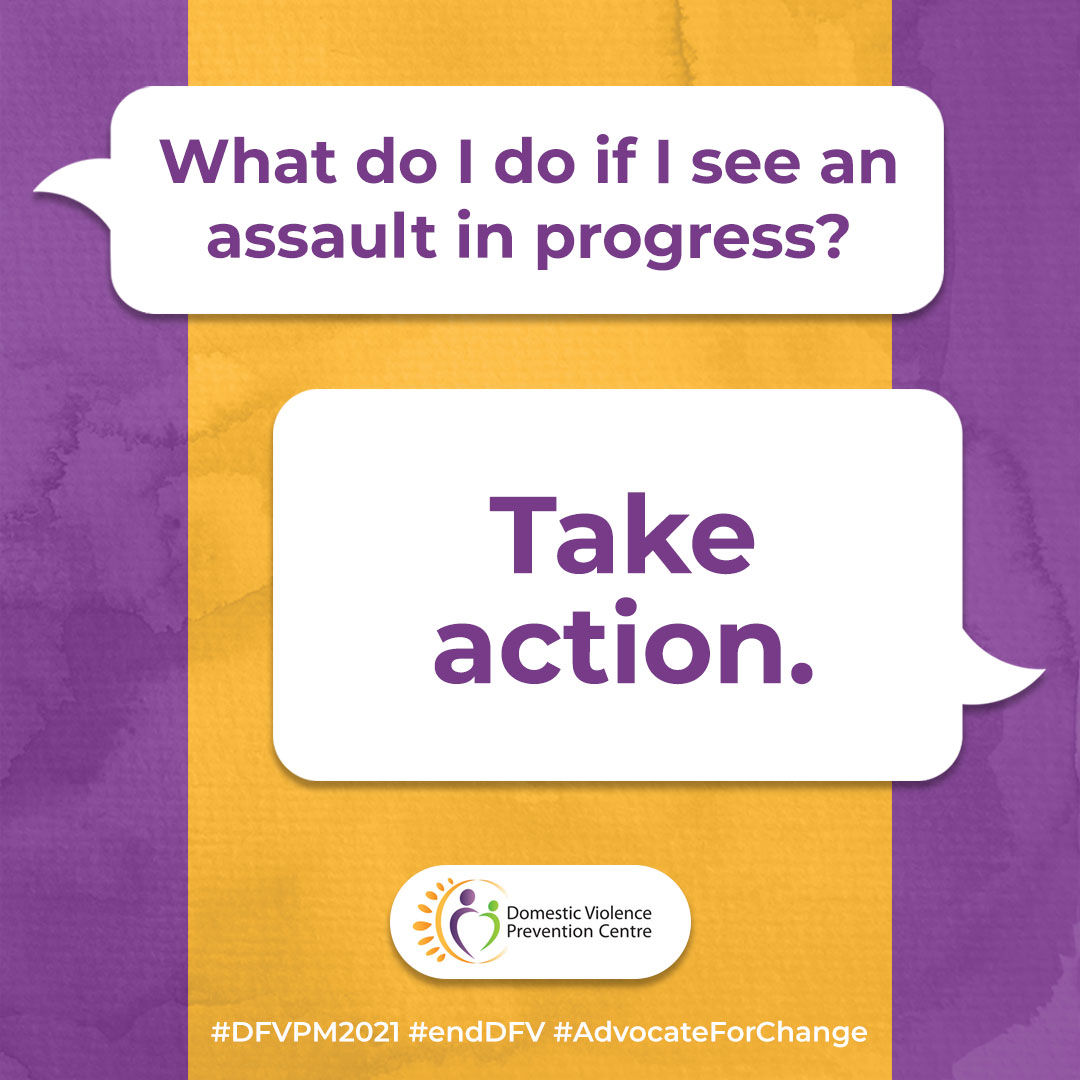 What do I do if I see an
assault in progress?
Take
action.
Domestic Violence
Prevention Centre
#DFVPM2021 #endDFV #AdvocateForChange